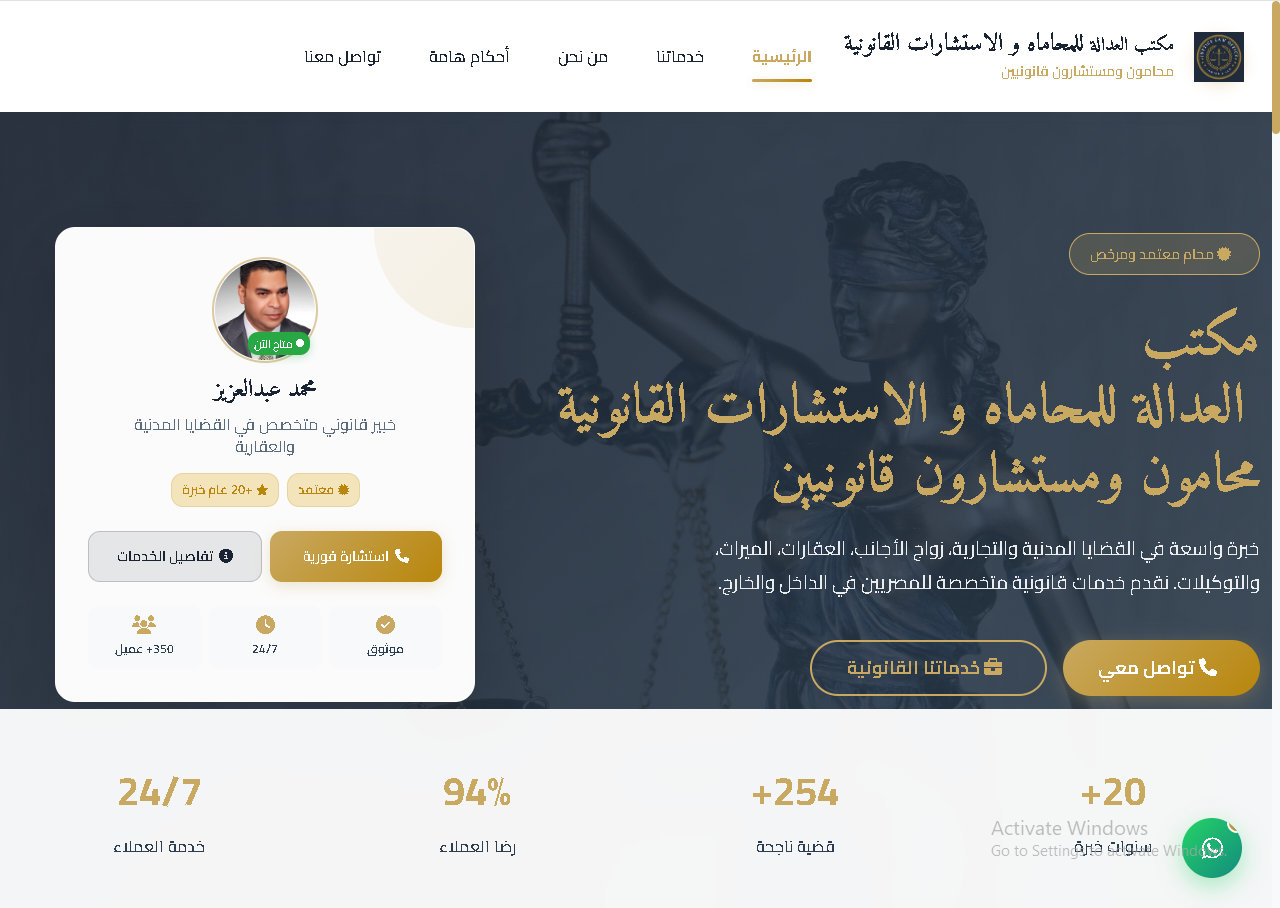 مكتب العدالة للمحاماه و الاستشارات القانونية
محامون ومستشارون قانونيين
الرئيسية
خدماتنا
من نحن
أحكام هامة
تواصل معنا
محام معتمد ومرخص
مكتب
العدالة للمحاماه و الاستشارات القانونية
محامون ومستشارون قانونيين
خبرة واسعة في القضايا المدنية والتجارية، زواج الأجانب، العقارات، الميراث،
والتوكيلات. نقدم خدمات قانونية متخصصة للمصريين في الداخل والخارج.
تواصل معي
خدماتنا القانونية
متاح الآن
محمد عبدالعزيز
خبير قانوني متخصص في القضايا المدنية
والعقارية
معتمد
+20 عام خبرة
استشارة فورية
تفاصيل الخدمات
موثوق
24/7
350+ عميل
+20
سنوات خبرة
+254
قضية ناجحة
94%
رضا العملاء
24/7
خدمة العملاء
Activate Windows
Go to Settings to activate Windows.